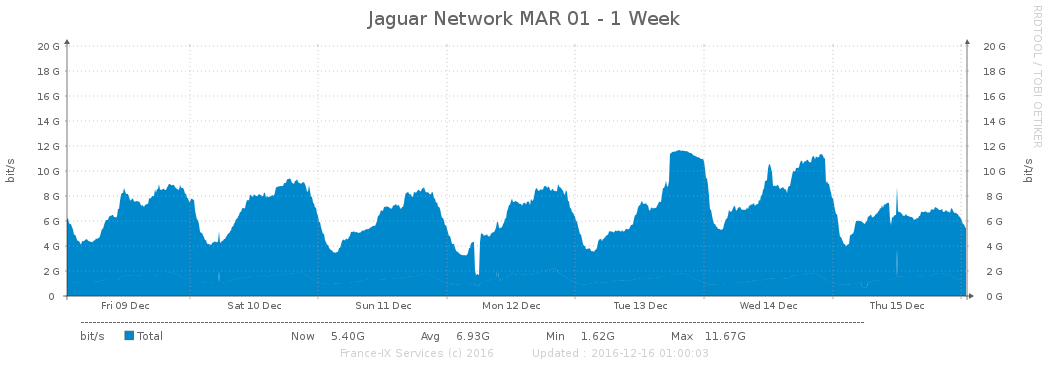 Jaguar Network MAR 01 - 1 Week
RRDTOOL / TOBI OETIKER
20 G 20 G
18 G 18 G
16 G 16 G
14 G 14 G
12 G 12 G
10 G 10 G
8 G 8 G
6 G 6 G
4 G 4 G
2 G 2 G
0 0 G
bit/s bit/s
Fri 09 Dec Sat 10 Dec Sun 11 Dec Mon 12 Dec Tue 13 Dec Wed 14 Dec Thu 15 Dec
bit/s Total Now 5.40G Avg 6.93G Min 1.62G Max 11.67G
France-IX Services (c) 2016 Updated : 2016-12-16 01:00:03